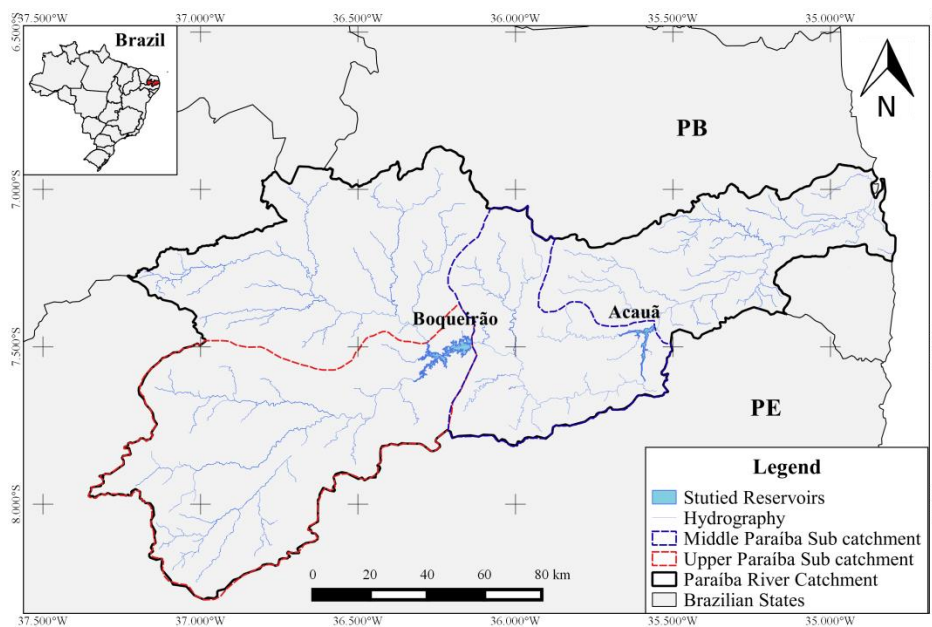 37.500°W 37.000°W 36.500°W 36.000°W 35.500°W 35.000°W
6.500°S
Brazil
PB
N
7.000°S
Boqueirão
Acauã
7.500°S
PE
8.000°S
Legend
Stutied Reservoirs
Hydrography
Middle Paraíba Sub catchment
Upper Paraíba Sub catchment
Paraíba River Catchment
Brazilian States
0 20 40 60 80 km
37.500°W 37.000°W 36.500°W 36.000°W 35.500°W 35.000°W